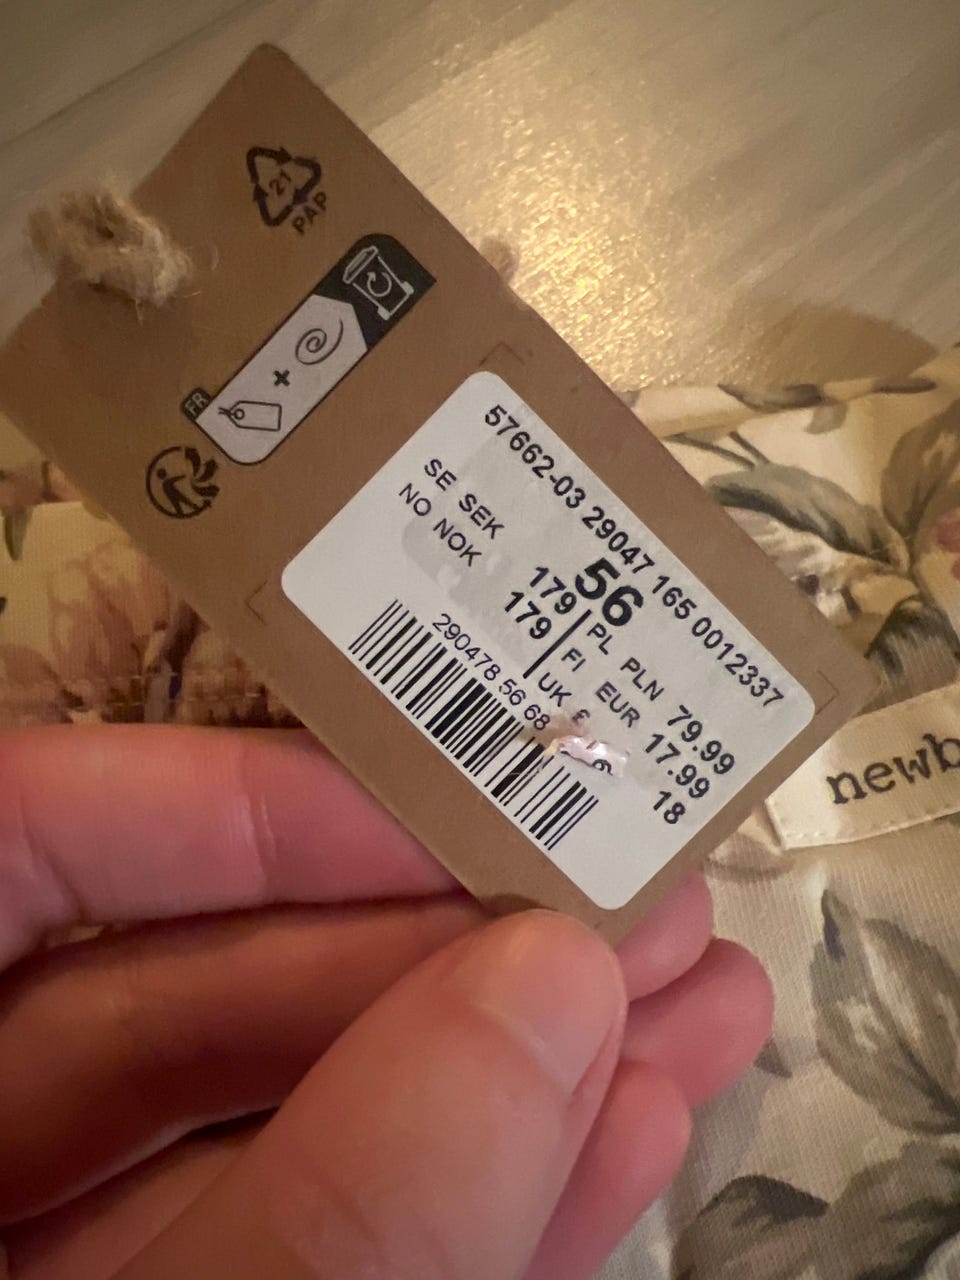 21
PAP
FR
57662-03 29047 165 0012337
56
SE SEK 179
NO NOK 179
PL PLN 79.99
FI EUR 17.99
UK £ 18
290478 56 68
newb